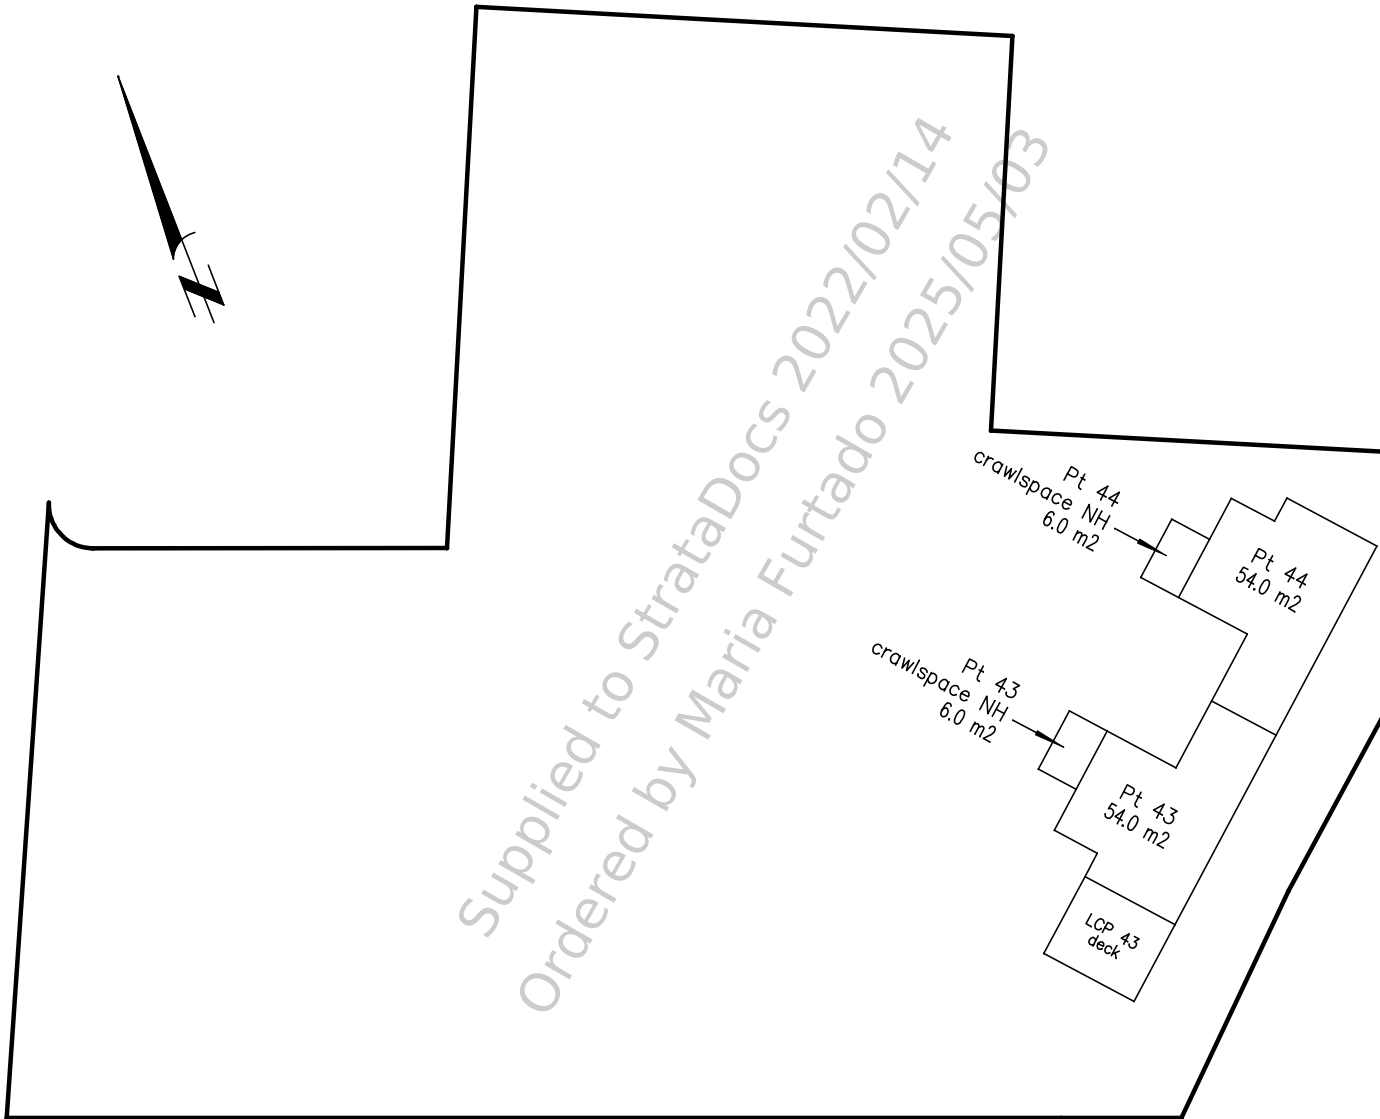 N
Supplied to StrataDocs 2022/02/14
Ordered by Maria Furtado 2025/05/03
Pt 44
crawlspace NH
6.0 m2
Pt 44
54.0 m2
Pt 43
crawlspace NH
6.0 m2
Pt 43
54.0 m2
LCP 43
deck